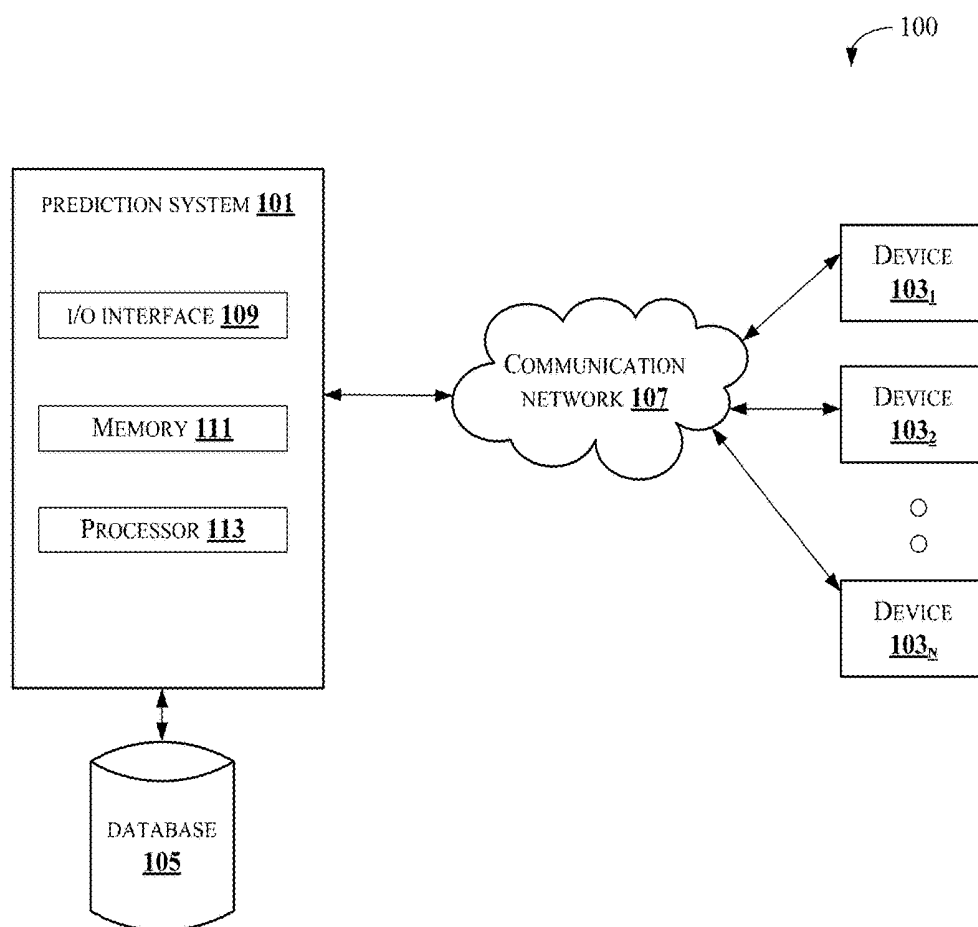 100
PREDICTION SYSTEM 101
I/O INTERFACE 109
MEMORY 111
PROCESSOR 113
COMMUNICATION
NETWORK 107
DEVICE
103₁
DEVICE
103₂
DEVICE
103_N
DATABASE
105